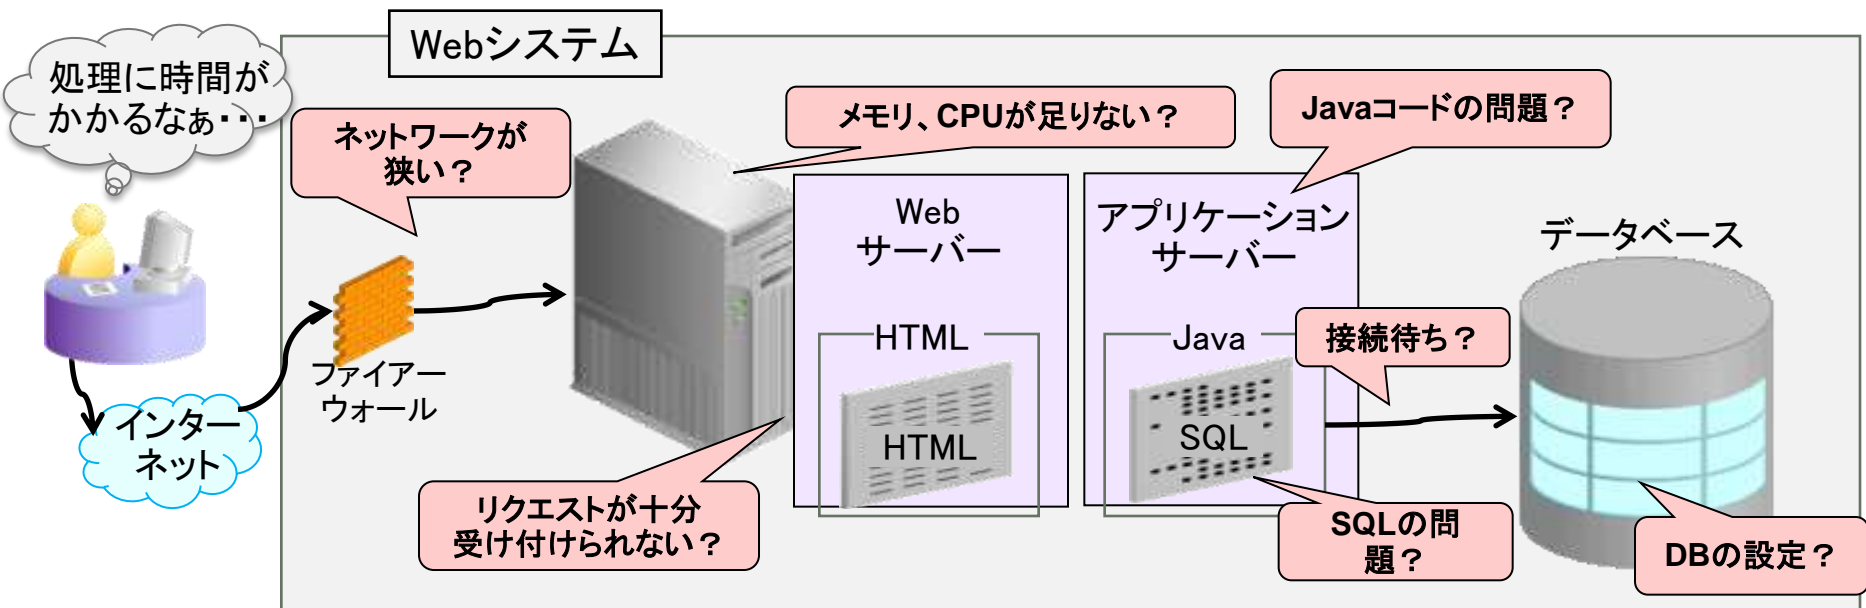 Webシステム
処理に時間が
かかるなぁ・・・
ネットワークが
狭い？
メモリ、CPUが足りない？
Javaコードの問題？
Web
サーバー
アプリケーション
サーバー
データベース
HTML
Java
接続待ち？
ファイアー
ウォール
インター
ネット
HTML
SQL
リクエストが十分
受け付けられない？
SQLの問
題？
DBの設定？